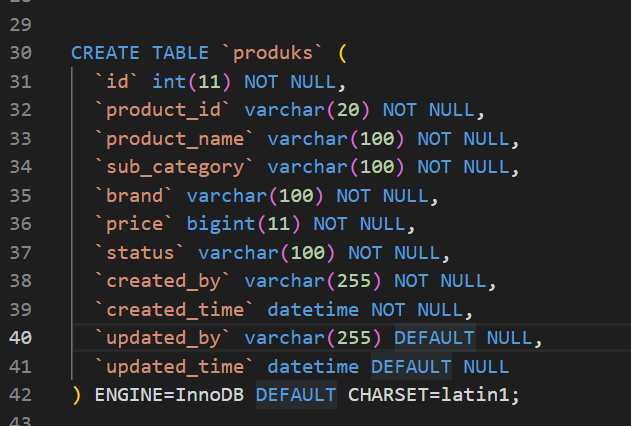 29
30 CREATE TABLE `produks` (
31 `id` int(11) NOT NULL,
32 `product_id` varchar(20) NOT NULL,
33 `product_name` varchar(100) NOT NULL,
34 `sub_category` varchar(100) NOT NULL,
35 `brand` varchar(100) NOT NULL,
36 `price` bigint(11) NOT NULL,
37 `status` varchar(100) NOT NULL,
38 `created_by` varchar(255) NOT NULL,
39 `created_time` datetime NOT NULL,
40 `updated_by` varchar(255) DEFAULT NULL,
41 `updated_time` datetime DEFAULT NULL
42 ) ENGINE=InnoDB DEFAULT CHARSET=latin1;